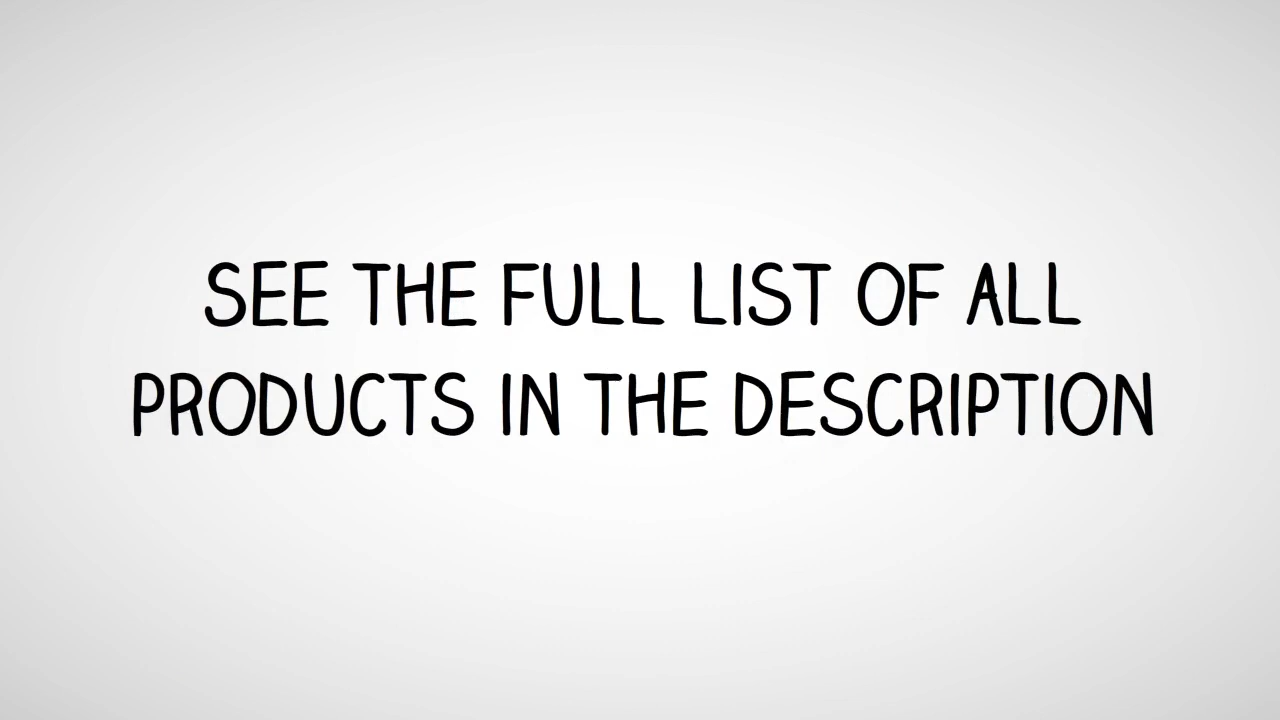 SEE THE FULL LIST OF ALL
PRODUCTS IN THE DESCRIPTION